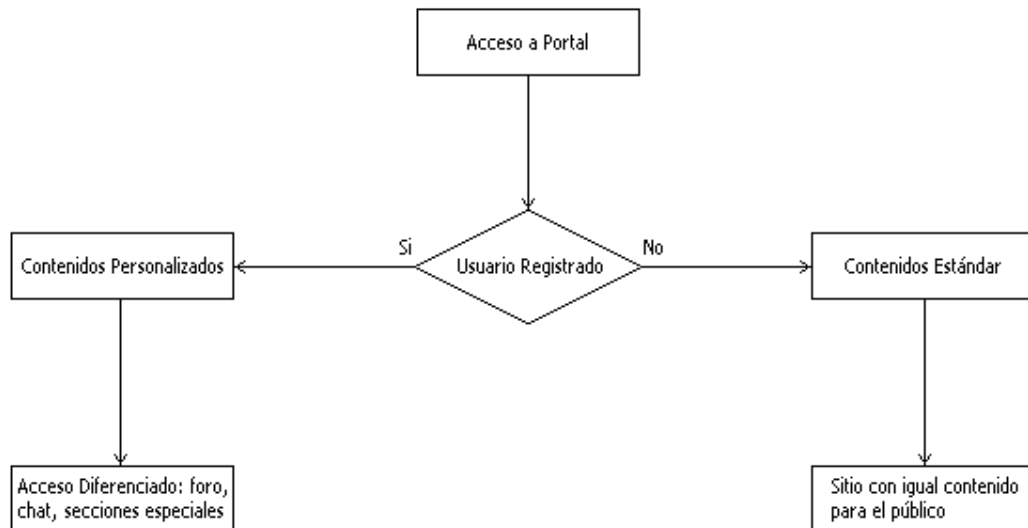 Acceso a Portal
Si
No
Contenidos Personalizados
Usuario Registrado
Contenidos Estándar
Acceso Diferenciado: foro,
chat, secciones especiales
Sitio con igual contenido
para el público